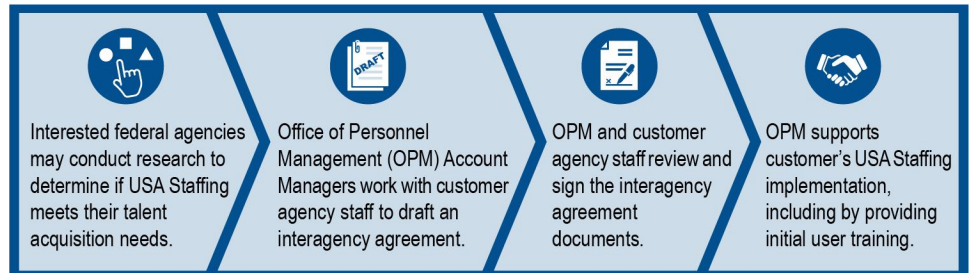 DRAFT
Interested federal agencies
may conduct research to
determine if USA Staffing
meets their talent
acquisition needs.
Office of Personnel
Management (OPM) Account
Managers work with customer
agency staff to draft an
interagency agreement.
OPM and customer
agency staff review and
sign the interagency
agreement
documents.
OPM supports
customer's USA Staffing
implementation,
including by providing
initial user training.